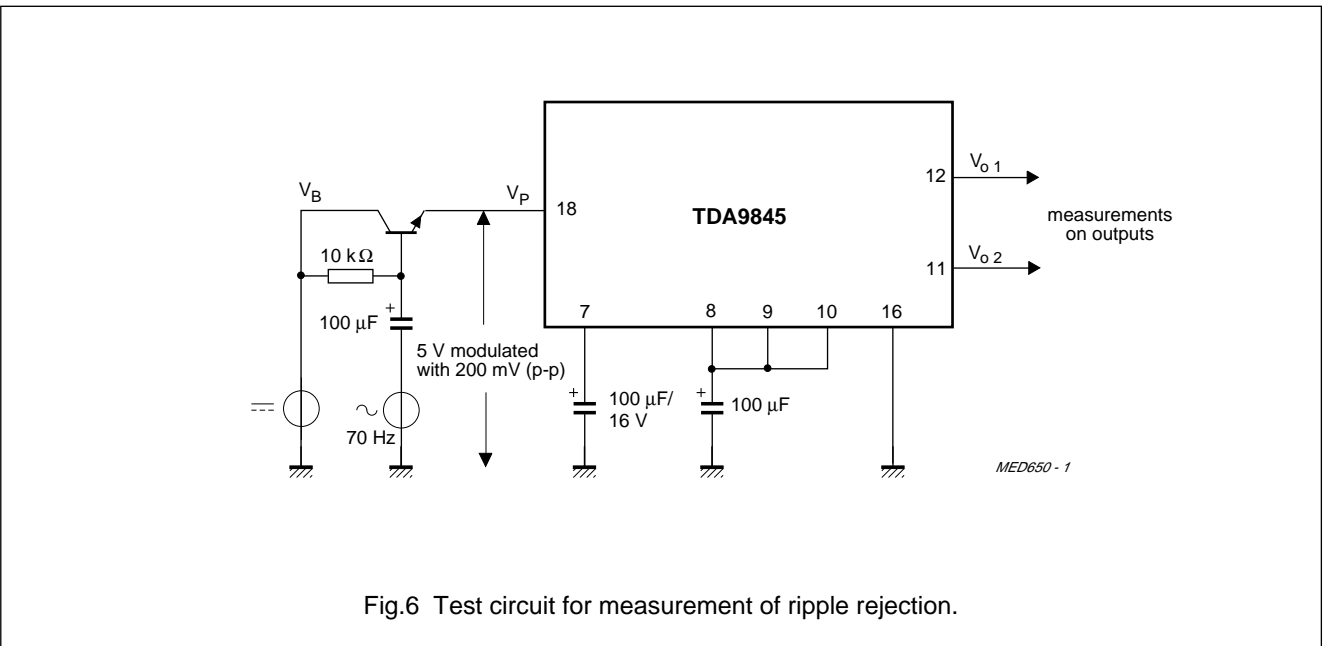 V_B
V_P
18
TDA9845
12
V_o 1
measurements
on outputs
11
V_o 2
10 kΩ
+
100 µF
5 V modulated
with 200 mV (p-p)
70 Hz
7
8
9
10
16
+
100 µF/
16 V
+
100 µF
MED650 - 1
Fig.6 Test circuit for measurement of ripple rejection.